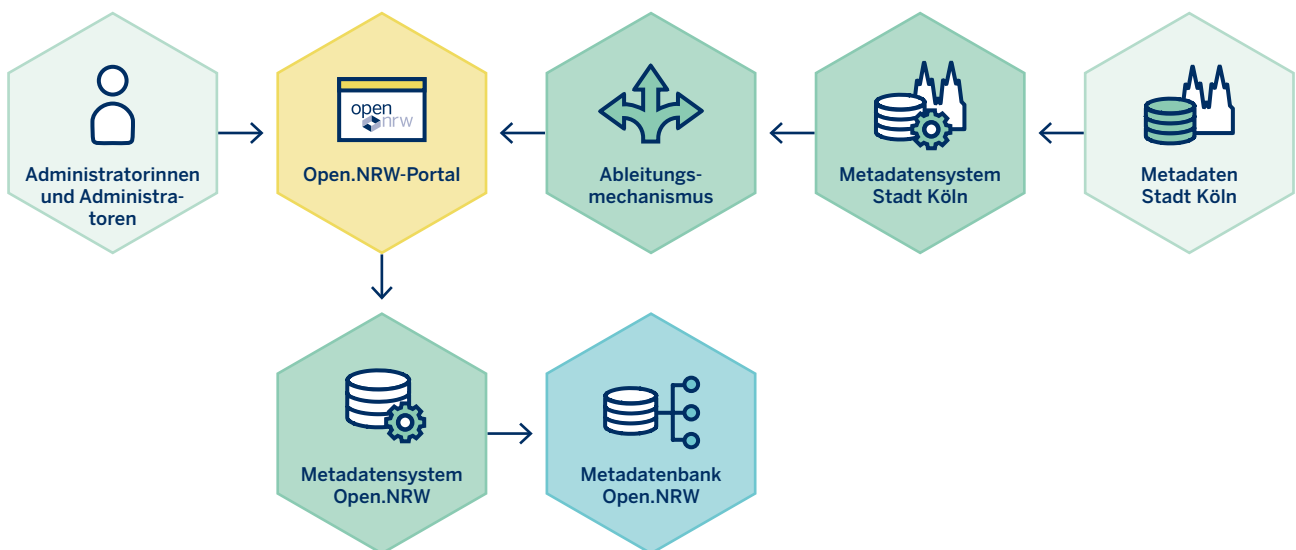 Administratorinnen
und Administra-
toren
open
nrw
Open.NRW-Portal
Ableitungs-
mechanismus
Metadatensystem
Stadt Köln
Metadaten
Stadt Köln
Metadatensystem
Open.NRW
Metadatenbank
Open.NRW